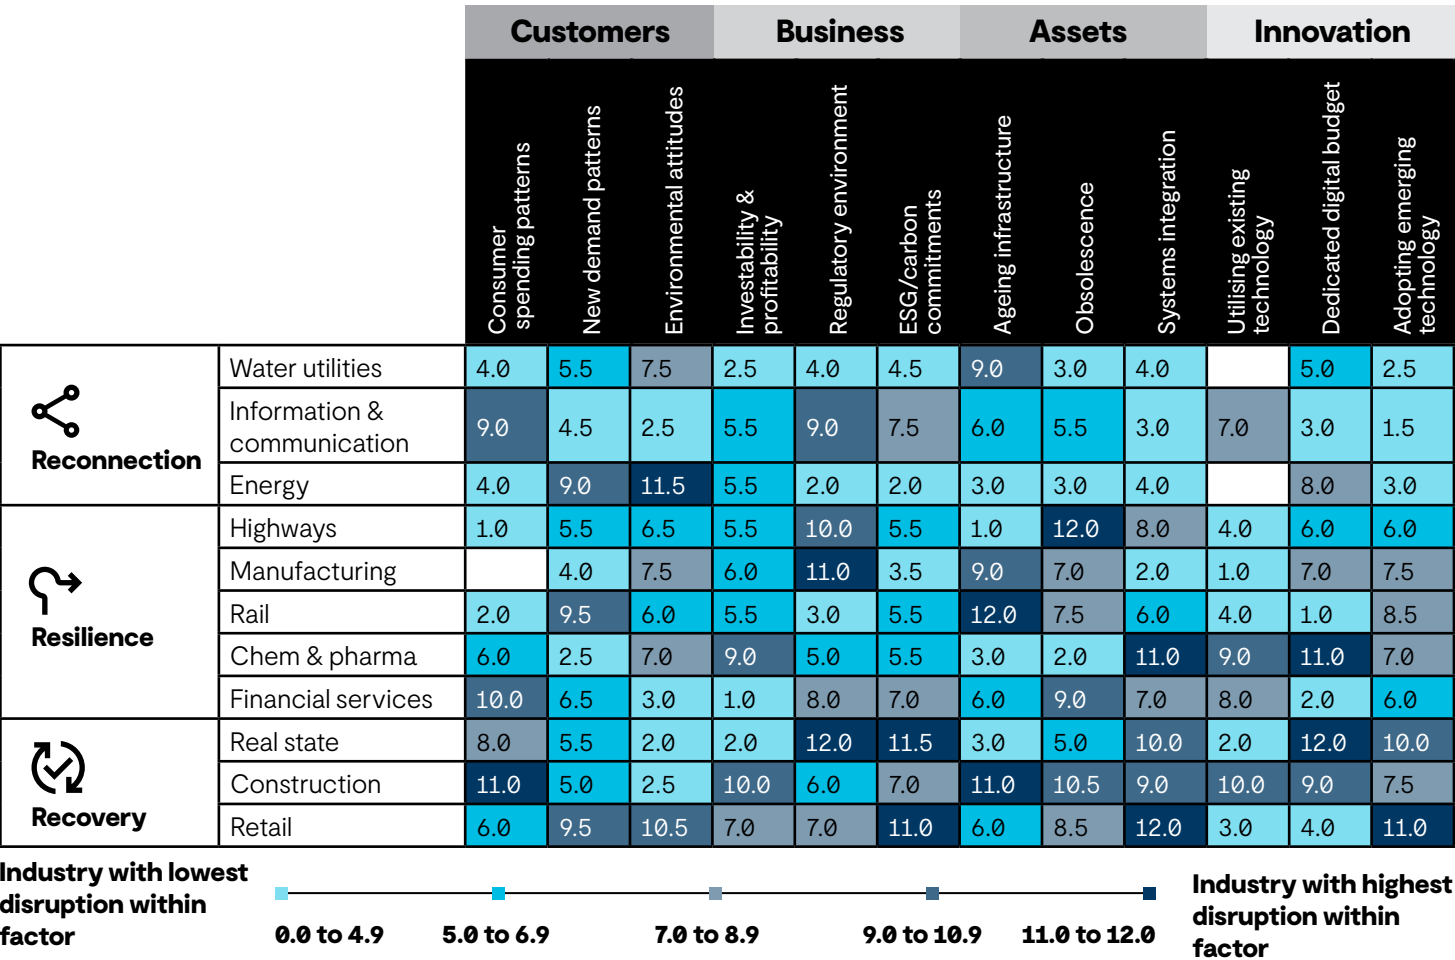 Customers Business Assets Innovation
Consumer
spending patterns
New demand patterns
Environmental attitudes
Investability &
profitability
Regulatory environment
ESG/carbon
commitments
Ageing infrastructure
Obsolescence
Systems integration
Utilising existing
technology
Dedicated digital budget
Adopting emerging
technology
Reconnection
Water utilities 4.0 5.5 7.5 2.5 4.0 4.5 9.0 3.0 4.0 5.0 2.5
Information &
communication 9.0 4.5 2.5 5.5 9.0 7.5 6.0 5.5 3.0 7.0 3.0 1.5
Energy 4.0 9.0 11.5 5.5 2.0 2.0 3.0 3.0 4.0 8.0 3.0
Resilience
Highways 1.0 5.5 6.5 5.5 10.0 5.5 1.0 12.0 8.0 4.0 6.0 6.0
Manufacturing 4.0 7.5 6.0 11.0 3.5 9.0 7.0 2.0 1.0 7.0 7.5
Rail 2.0 9.5 6.0 5.5 3.0 5.5 12.0 7.5 6.0 4.0 1.0 8.5
Chem & pharma 6.0 2.5 7.0 9.0 5.0 5.5 3.0 2.0 11.0 9.0 11.0 7.0
Financial services 10.0 6.5 3.0 1.0 8.0 7.0 6.0 9.0 7.0 8.0 2.0 6.0
Recovery
Real state 8.0 5.5 2.0 2.0 12.0 11.5 3.0 5.0 10.0 2.0 12.0 10.0
Construction 11.0 5.0 2.5 10.0 6.0 7.0 11.0 10.5 9.0 10.0 9.0 7.5
Retail 6.0 9.5 10.5 7.0 7.0 11.0 6.0 8.5 12.0 3.0 4.0 11.0
Industry with lowest
disruption within
factor
0.0 to 4.9 5.0 to 6.9 7.0 to 8.9 9.0 to 10.9 11.0 to 12.0
Industry with highest
disruption within
factor